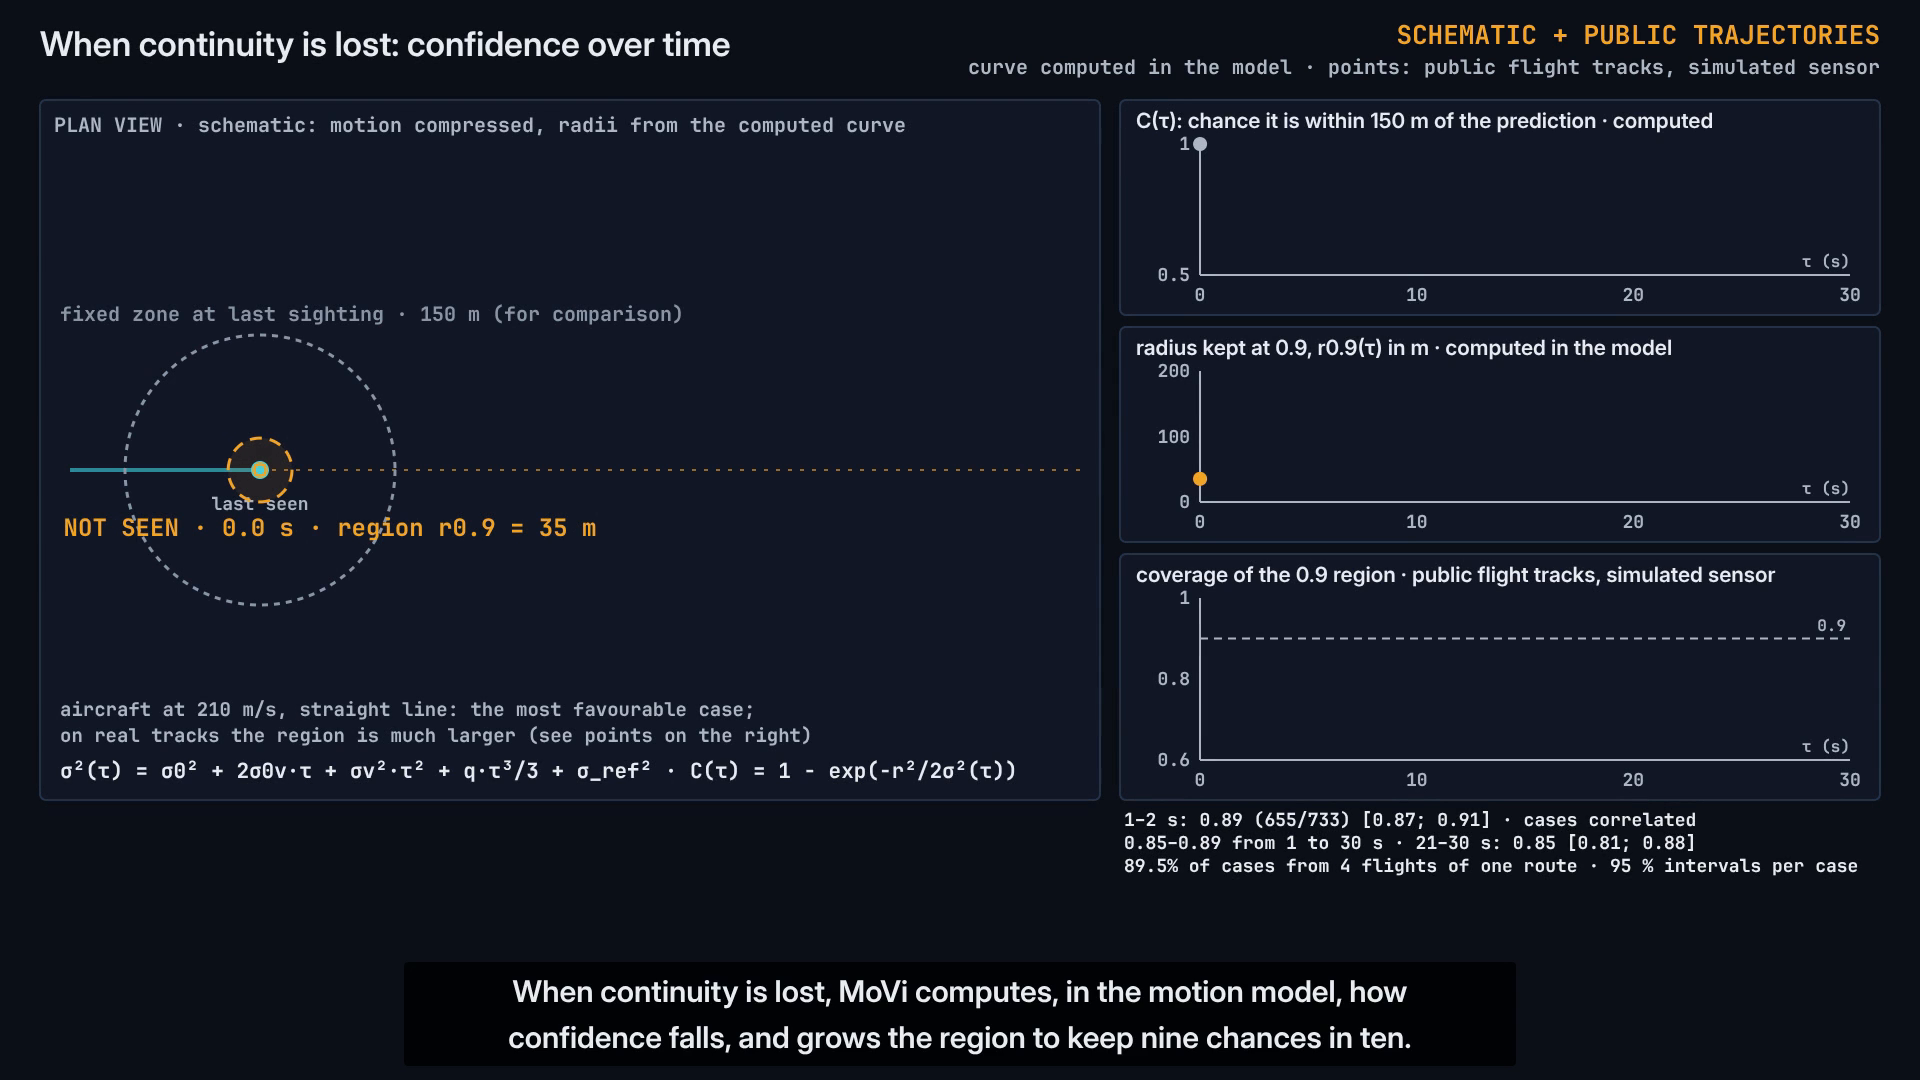 When continuity is lost: confidence over time
SCHEMATIC + PUBLIC TRAJECTORIES
curve computed in the model · points: public flight tracks, simulated sensor
PLAN VIEW · schematic: motion compressed, radii from the computed curve
fixed zone at last sighting · 150 m (for comparison)
last seen
NOT SEEN · 0.0 s · region r0.9 = 35 m
aircraft at 210 m/s, straight line: the most favourable case;
on real tracks the region is much larger (see points on the right)
σ²(τ) = σ0² + 2σ0v·τ + σv²·τ² + q·τ³/3 + σ_ref² · C(τ) = 1 - exp(-r²/2σ²(τ))
C(τ): chance it is within 150 m of the prediction · computed
1
0.5
τ (s)
0 10 20 30
radius kept at 0.9, r0.9(τ) in m · computed in the model
200
100
0
τ (s)
0 10 20 30
coverage of the 0.9 region · public flight tracks, simulated sensor
1
0.9
0.8
0.6
τ (s)
0 10 20 30
1–2 s: 0.89 (655/733) [0.87; 0.91] · cases correlated
0.85–0.89 from 1 to 30 s · 21–30 s: 0.85 [0.81; 0.88]
89.5% of cases from 4 flights of one route · 95 % intervals per case
When continuity is lost, MoVi computes, in the motion model, how
confidence falls, and grows the region to keep nine chances in ten.